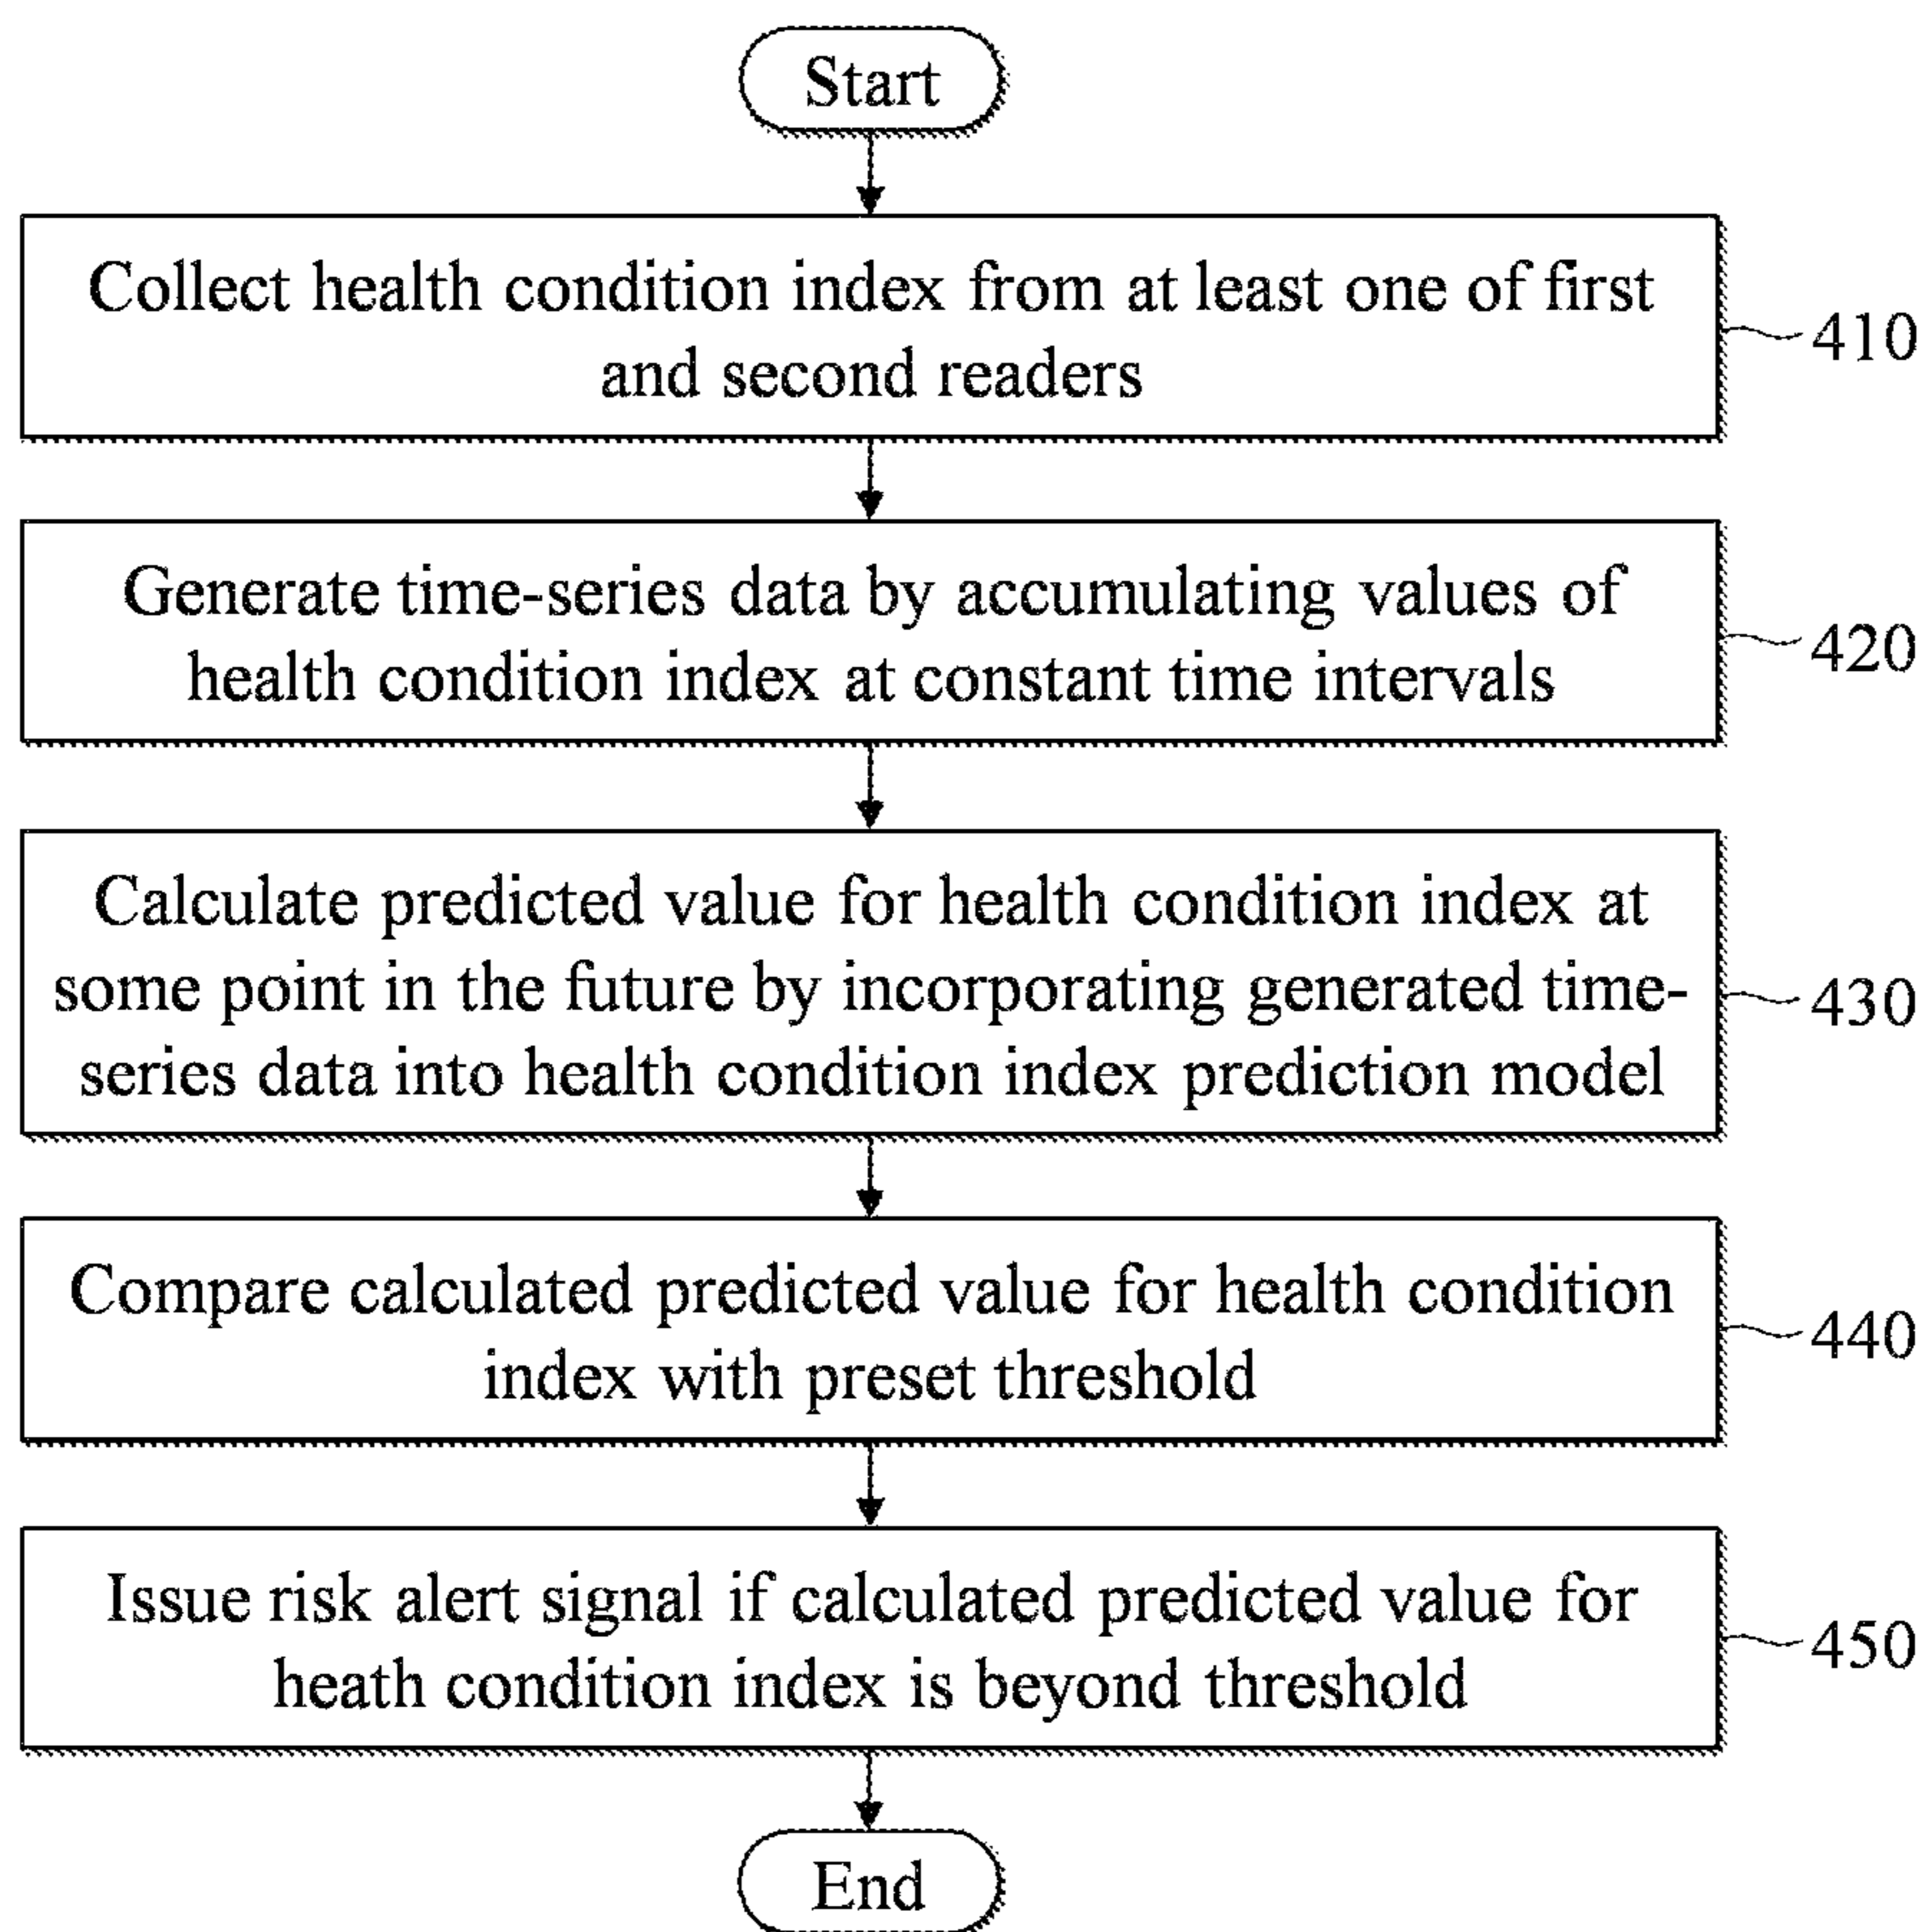 Start
Collect health condition index from at least one of first
and second readers
410
Generate time-series data by accumulating values of
health condition index at constant time intervals
420
Calculate predicted value for health condition index at
some point in the future by incorporating generated time-
series data into health condition index prediction model
430
Compare calculated predicted value for health condition
index with preset threshold
440
Issue risk alert signal if calculated predicted value for
heath condition index is beyond threshold
450
End